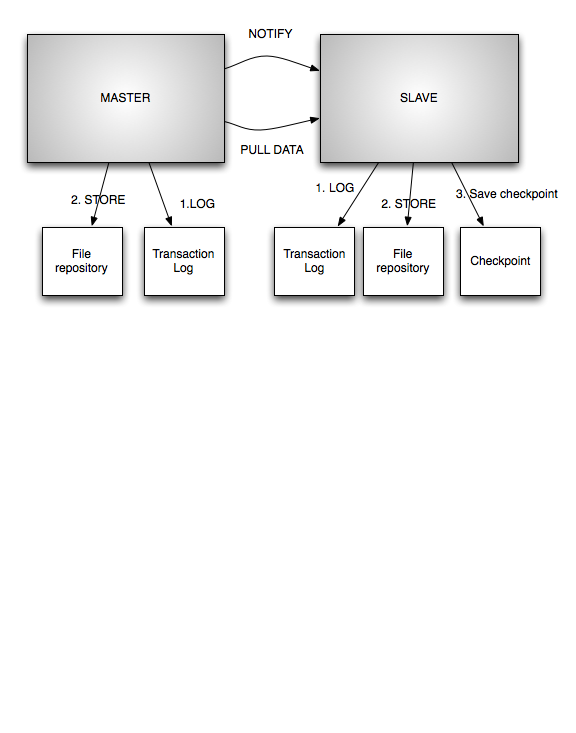 NOTIFY
MASTER
SLAVE
PULL DATA
2. STORE
1.LOG
1. LOG
2. STORE
3. Save checkpoint
File
repository
Transaction
Log
Transaction
Log
File
repository
Checkpoint